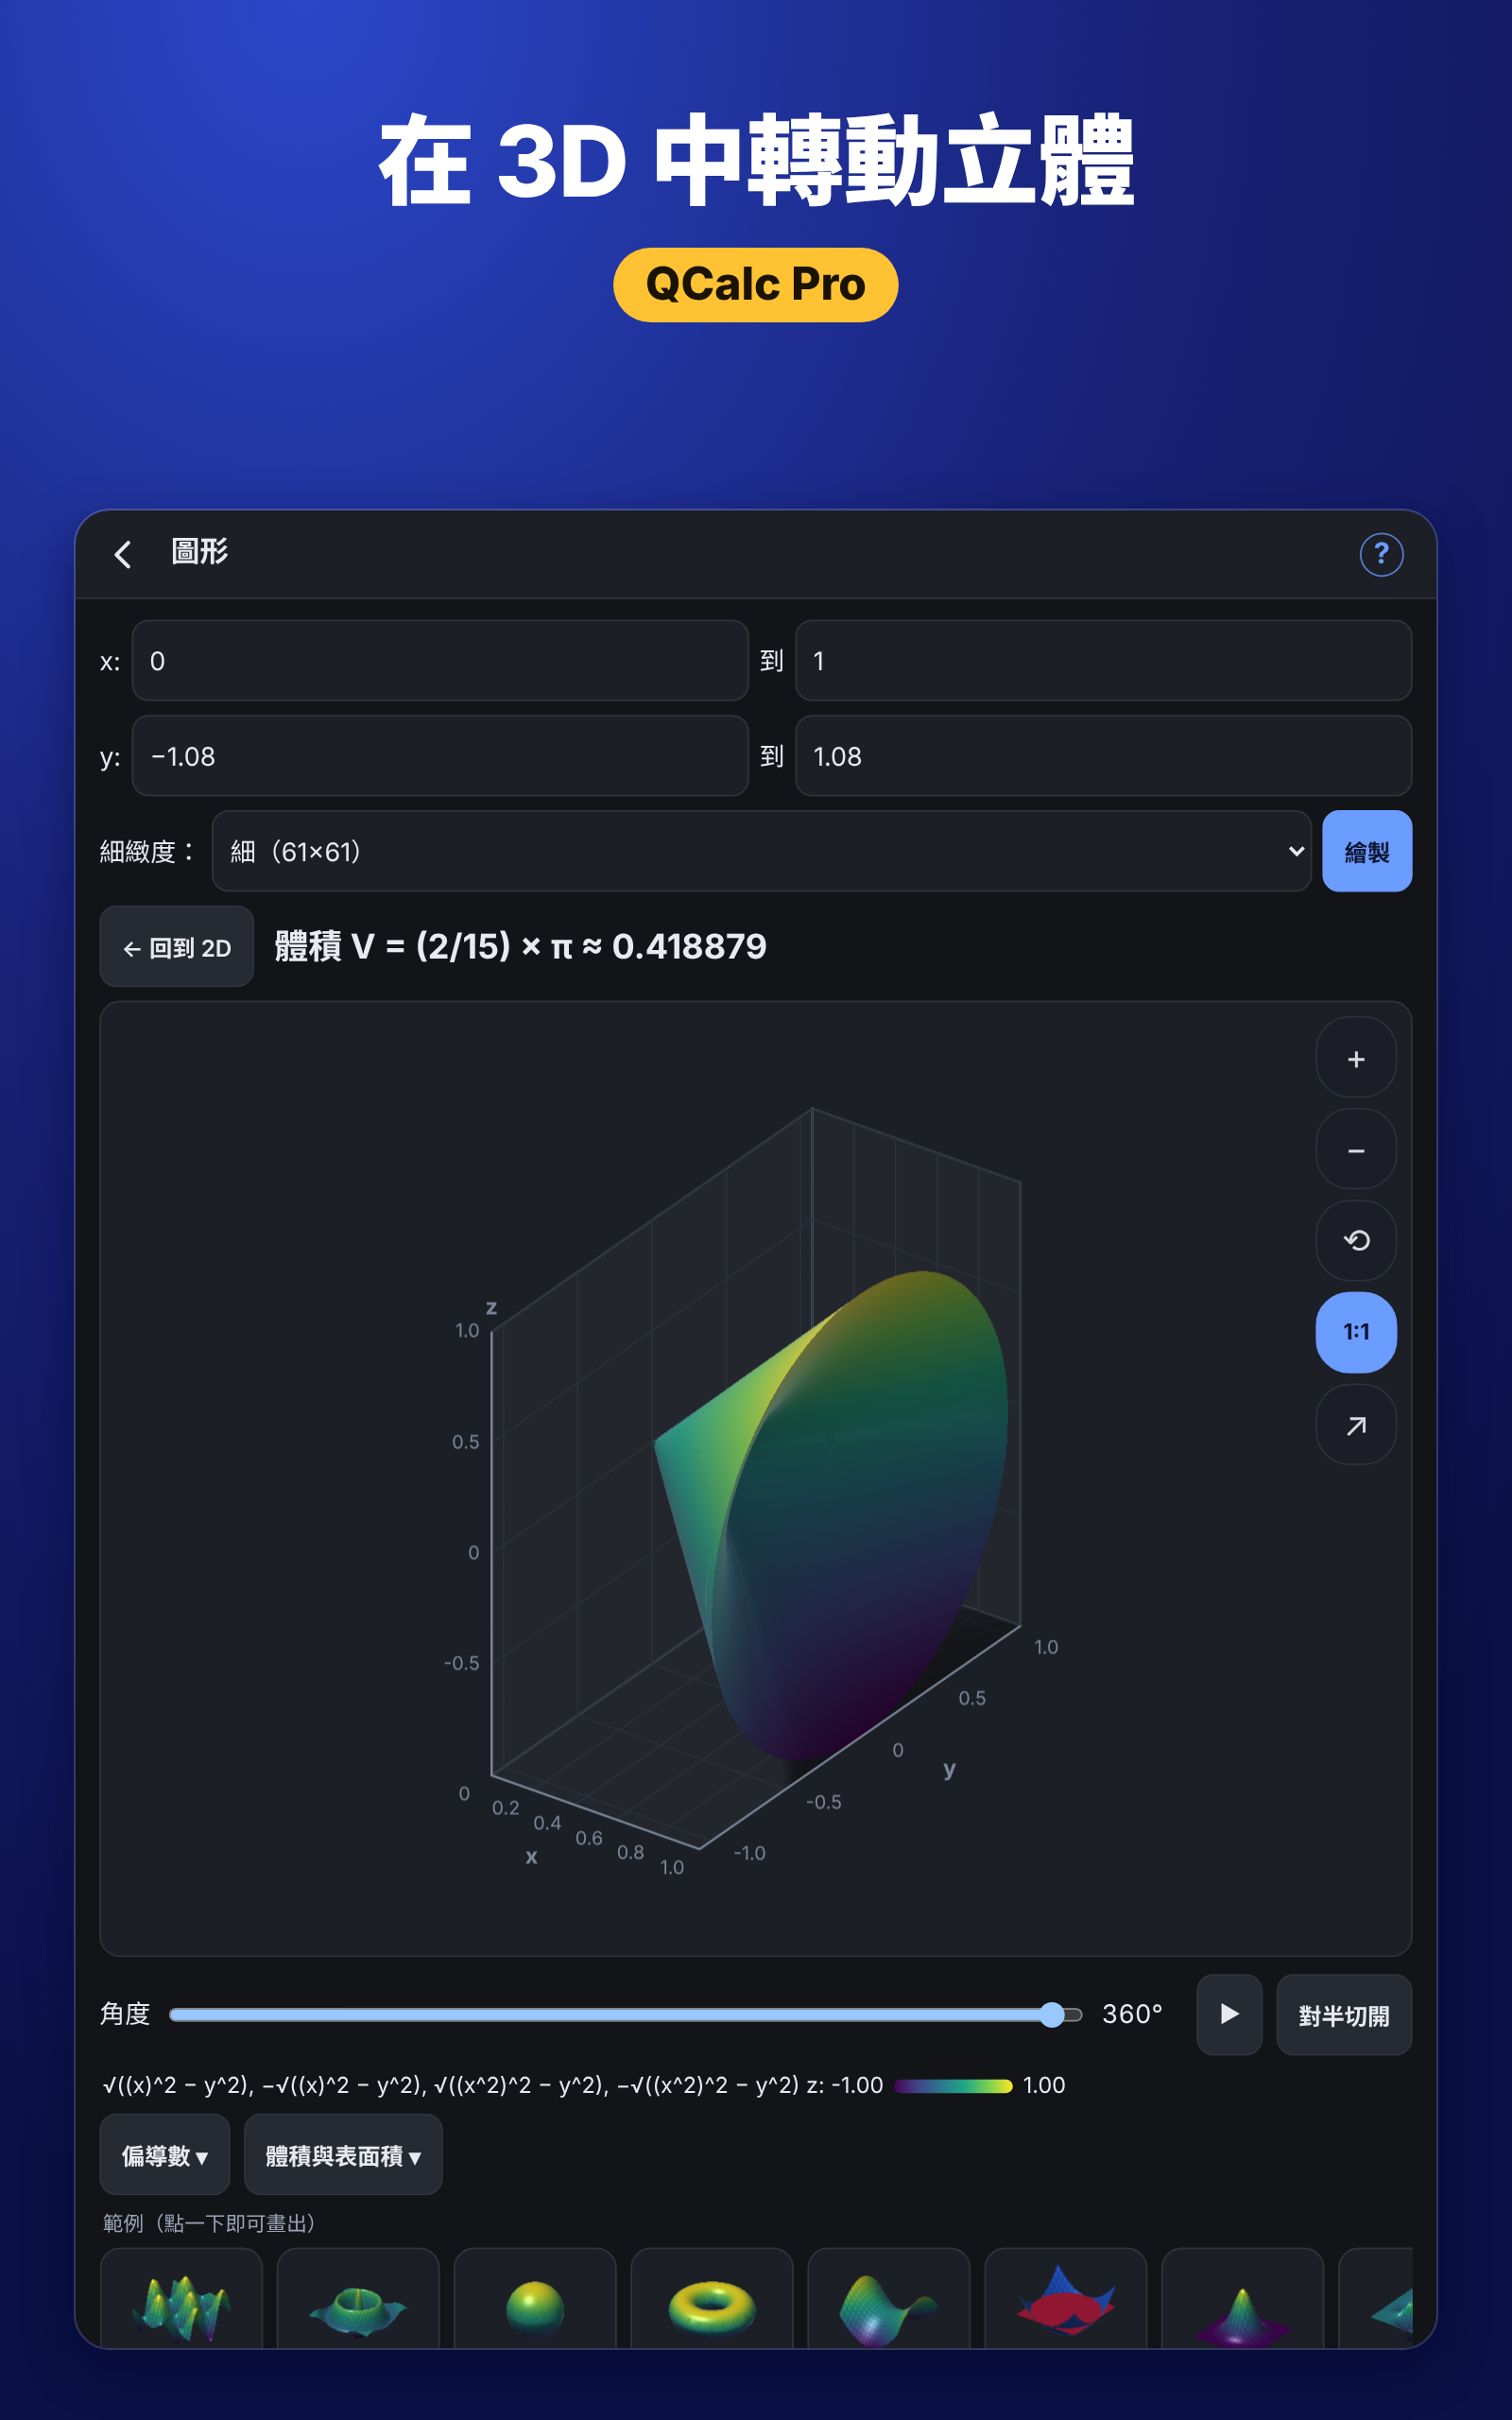 在 3D 中轉動立體
QCalc Pro
圖形
?
x: 0 到 1
y: −1.08 到 1.08
細緻度： 細（61×61） 繪製
← 回到 2D 體積 V = (2/15) × π ≈ 0.418879
+
−
⟲
1:1
↗
z
1.0
0.5
0
-0.5
0
0.2
0.4
0.6
0.8
1.0
x
-1.0
-0.5
0
0.5
1.0
y
角度 360° ▶ 對半切開
√((x)^2 − y^2), −√((x)^2 − y^2), √((x^2)^2 − y^2), −√((x^2)^2 − y^2) z: -1.00 1.00
偏導數 ▾ 體積與表面積 ▾
範例（點一下即可畫出）